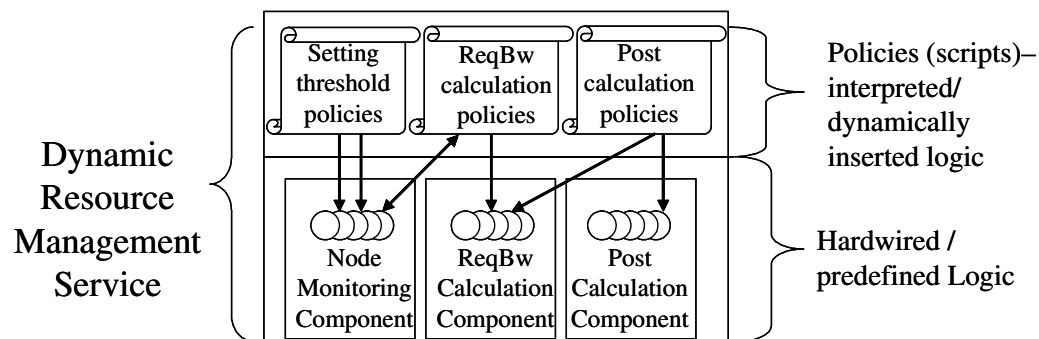 Dynamic
Resource
Management
Service
Setting
threshold
policies
ReqBw
calculation
policies
Post
calculation
policies
Policies (scripts)–
interpreted/
dynamically
inserted logic
Node
Monitoring
Component
ReqBw
Calculation
Component
Post
Calculation
Component
Hardwired /
predefined Logic